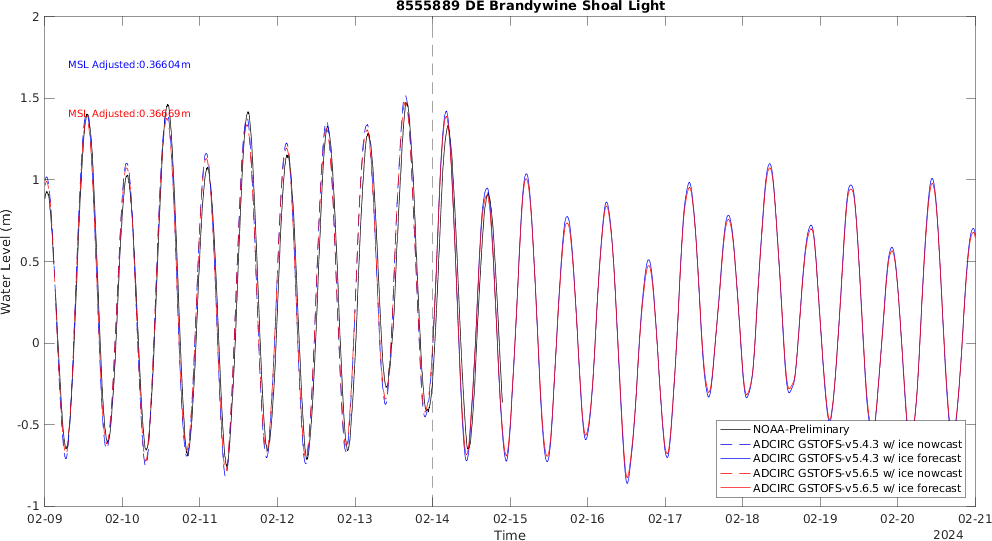 8555889 DE Brandywine Shoal Light
MSL Adjusted:0.36604m
MSL Adjusted:0.36669m
Water Level (m)
2
1.5
1
0.5
0
-0.5
-1
NOAA-Preliminary
ADCIRC GSTOFS-v5.4.3 w/ ice nowcast
ADCIRC GSTOFS-v5.4.3 w/ ice forecast
ADCIRC GSTOFS-v5.6.5 w/ ice nowcast
ADCIRC GSTOFS-v5.6.5 w/ ice forecast
02-09 02-10 02-11 02-12 02-13 02-14 02-15 02-16 02-17 02-18 02-19 02-20 02-21
Time
2024